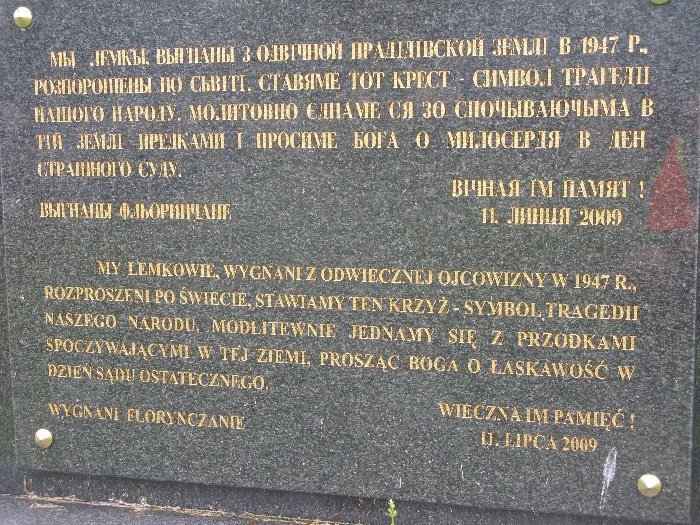 МЫ ЛЕМКЫ, ВЫГНАНЫ З ОДВІЧНОЙ ПРАДІДІВСКОЙ ЗЕМЛІ В 1947 Р.,
РОЗПОРОШЕНЫ ПО СЬВІТІ, СТАВЯМЕ ТОТ КРЕСТ - СИМВОЛ ТРАГЕДІІ
НАШОГО НАРОДУ. МОЛИТОВНО ЄДНАМЕ СЯ ЗО СПОЧЫВАЮЧЫМА В
ТІЙ ЗЕМЛІ ПРЕДКАМИ І ПРОСИМЕ БОГА О МИЛОСЕРДЯ В ДЕН
СТРАШНОГО СУДУ.
ВІЧНАЯ ІМ ПАМЯТ !
ВЫГНАНЫ ФЛЬОРИНЧАНЕ
11. ЛИПЦЯ 2009
MY ŁEMKOWIE, WYGNANI Z ODWIECZNEJ OJCOWIZNY W 1947 R.,
ROZPROSZENI PO ŚWIECIE, STAWIAMY TEN KRZYŻ - SYMBOL TRAGEDII
NASZEGO NARODU. MODLITEWNIE JEDNAMY SIĘ Z PRZODKAMI
SPOCZYWAJĄCYMI W TEJ ZIEMI, PROSZĄC BOGA O ŁASKAWOŚĆ W
DZIEŃ SĄDU OSTATECZNEGO.
WYGNANI FLORYNCZANIE
WIECZNA IM PAMIĘĆ !
11. LIPCA 2009